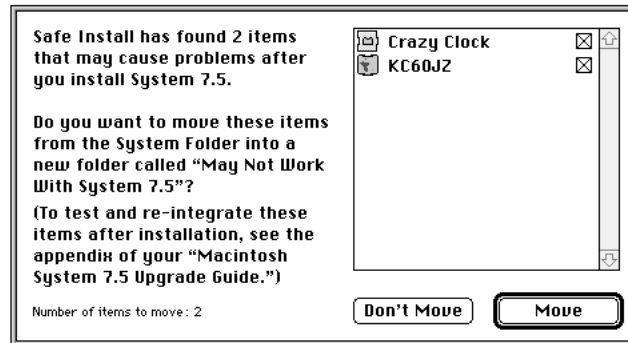 Safe Install has found 2 items
that may cause problems after
you install System 7.5.
Do you want to move these items
from the System Folder into a
new folder called “May Not Work
With System 7.5”?
(To test and re-integrate these
items after installation, see the
appendix of your “Macintosh
System 7.5 Upgrade Guide.”)
Number of items to move: 2
Crazy Clock
KC60JZ
Don't Move
Move